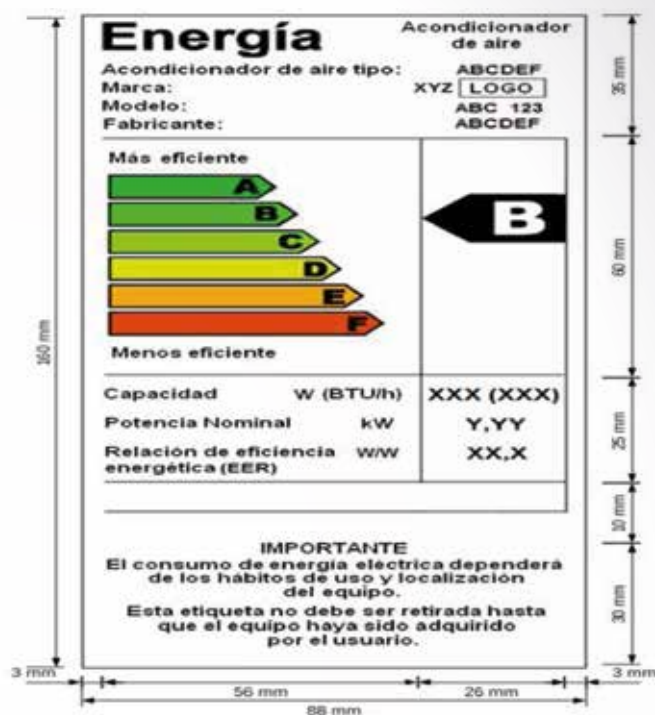 Energía
Acondicionador
de aire
Acondicionador de aire tipo: ABCDEF
Marca: XYZ LOGO
Modelo: ABC 123
Fabricante: ABCDEF
Más eficiente
A
B
B
C
D
E
F
Menos eficiente
Capacidad W (BTU/h) XXX (XXX)
Potencia Nominal kW Y,YY
Relación de eficiencia W/W XX,X
energética (EER)
IMPORTANTE
El consumo de energía eléctrica dependerá
de los hábitos de uso y localización
del equipo.
Esta etiqueta no debe ser retirada hasta
que el equipo haya sido adquirido
por el usuario.
160 mm
35 mm
60 mm
25 mm
10 mm
30 mm
3 mm
56 mm
26 mm
3 mm
88 mm